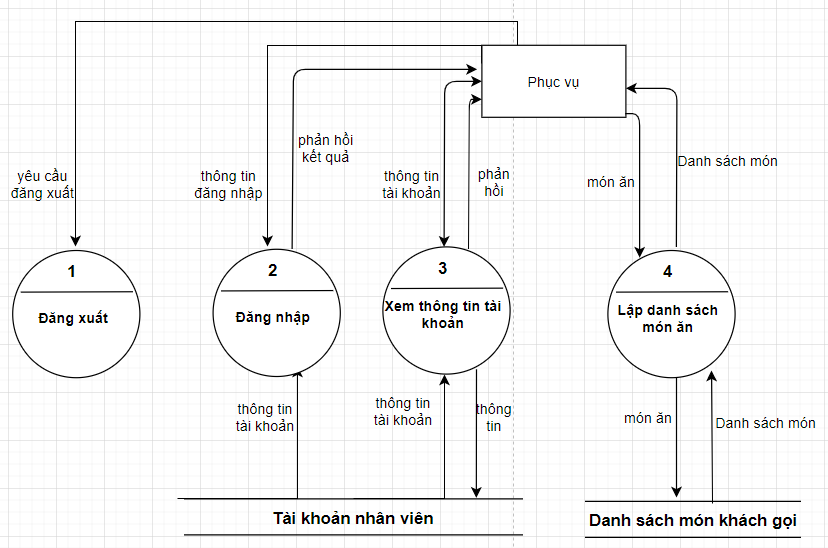 Phục vụ
phản hồi
kết quả
yêu cầu
đăng xuất
thông tin
đăng nhập
thông tin
tài khoản
phản
hồi
món ăn
Danh sách món
1
Đăng xuất
2
Đăng nhập
3
Xem thông tin tài
khoản
4
Lập danh sách
món ăn
thông tin
tài khoản
thông tin
tài khoản
thông
tin
món ăn
Danh sách món
Tài khoản nhân viên
Danh sách món khách gọi